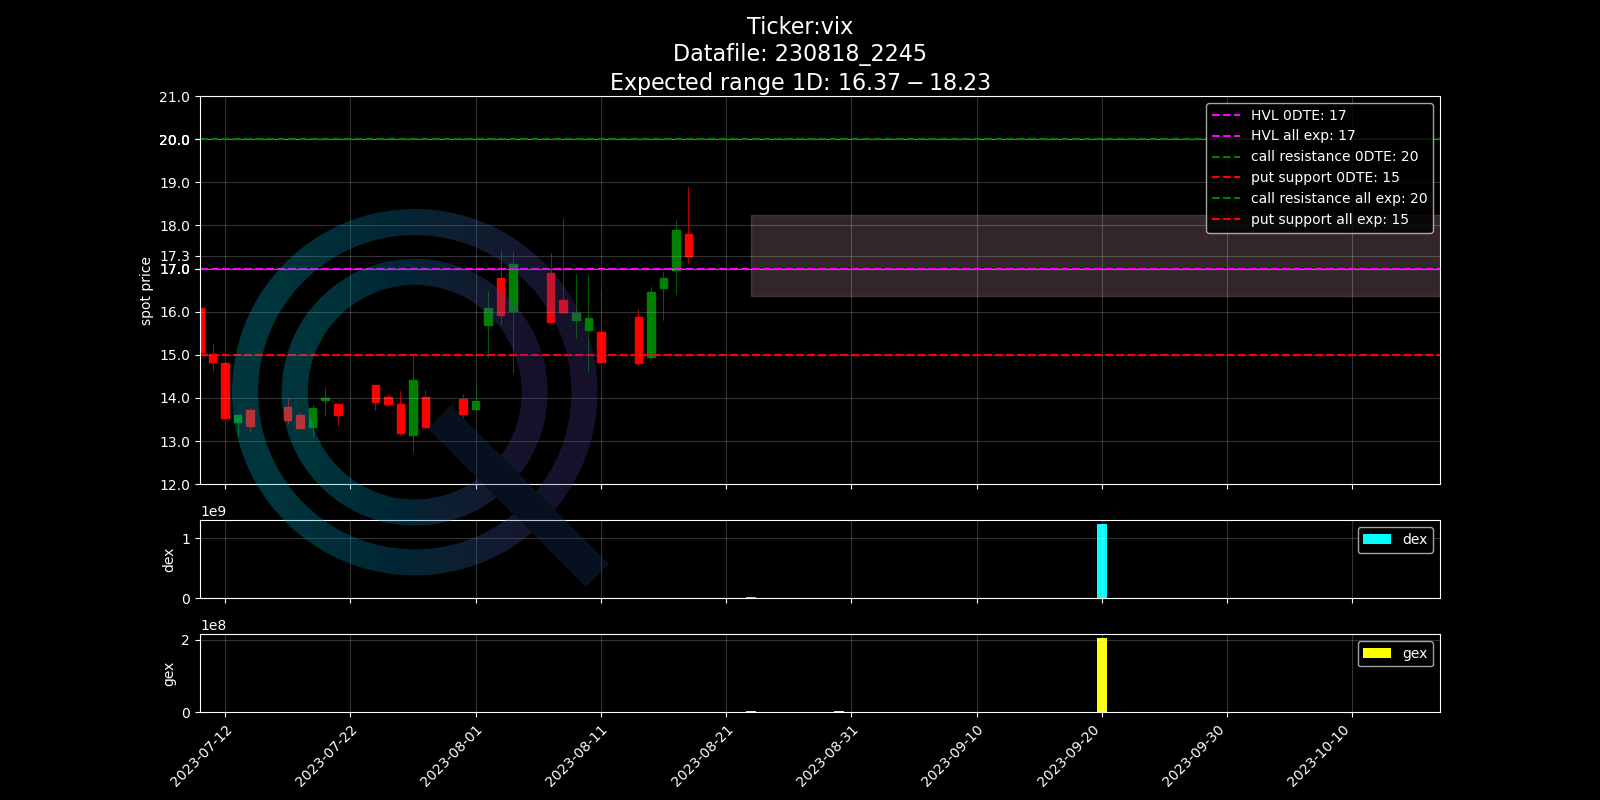 Ticker:vix
Datafile: 230818_2245
Expected range 1D: 16.37 − 18.23
21.0
20.0
19.0
18.0
17.3
17.0
16.0
15.0
14.0
13.0
12.0
spot price
HVL 0DTE: 17
HVL all exp: 17
call resistance 0DTE: 20
put support 0DTE: 15
call resistance all exp: 20
put support all exp: 15
1e9
1
0
dex
dex
1e8
2
0
gex
gex
2023-07-12
2023-07-22
2023-08-01
2023-08-11
2023-08-21
2023-08-31
2023-09-10
2023-09-20
2023-09-30
2023-10-10